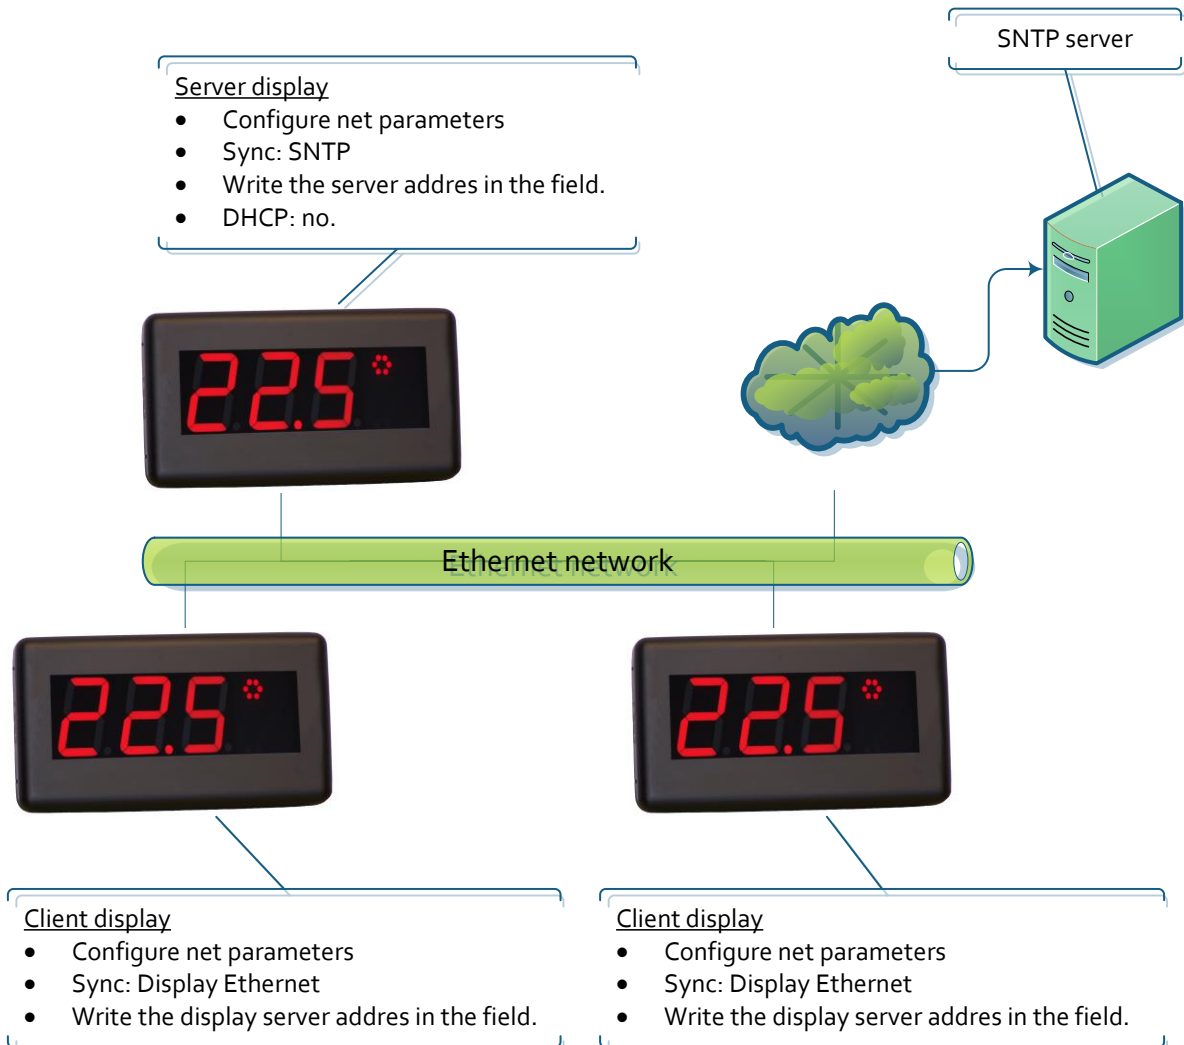 SNTP server
Server display
• Configure net parameters
• Sync: SNTP
• Write the server addres in the field.
• DHCP: no.
22.5
Ethernet network
22.5
22.5
Client display
• Configure net parameters
• Sync: Display Ethernet
• Write the display server addres in the field.
Client display
• Configure net parameters
• Sync: Display Ethernet
• Write the display server addres in the field.